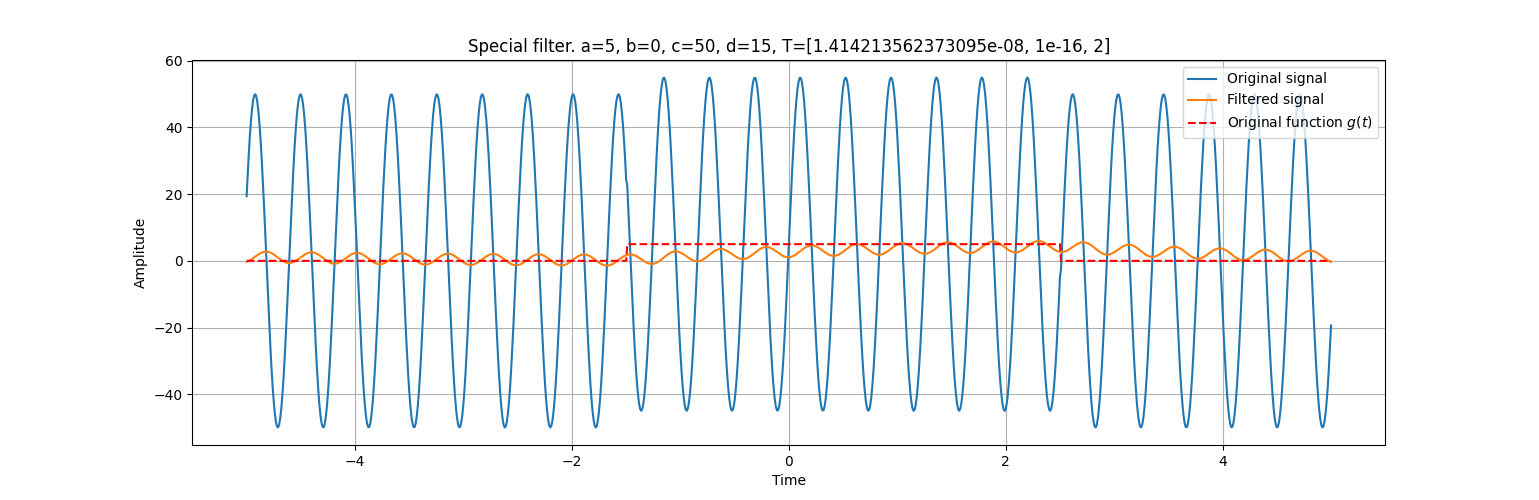 Special filter. a=5, b=0, c=50, d=15, T=[1.414213562373095e-08, 1e-16, 2]
60
40
20
0
−20
−40
Amplitude
Original signal
Filtered signal
Original function g(t)
−4
−2
0
2
4
Time